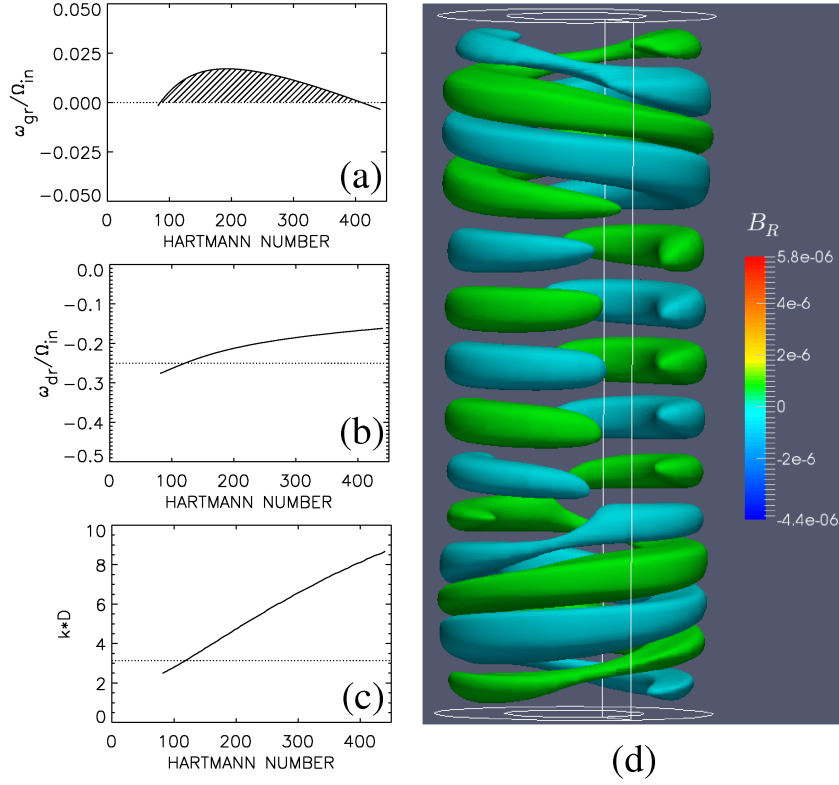 0.050
0.025
0.000
−0.025
−0.050
ω_gr/Ω_in
(a)
0 100 200 300 400
HARTMANN NUMBER
0.0
−0.1
−0.2
−0.3
−0.4
−0.5
ω_dr/Ω_in
(b)
0 100 200 300 400
HARTMANN NUMBER
10
8
6
4
2
0
k*D
(c)
0 100 200 300 400
HARTMANN NUMBER
B_R
5.8e-06
4e-6
2e-6
0
-2e-6
-4.4e-06
(d)